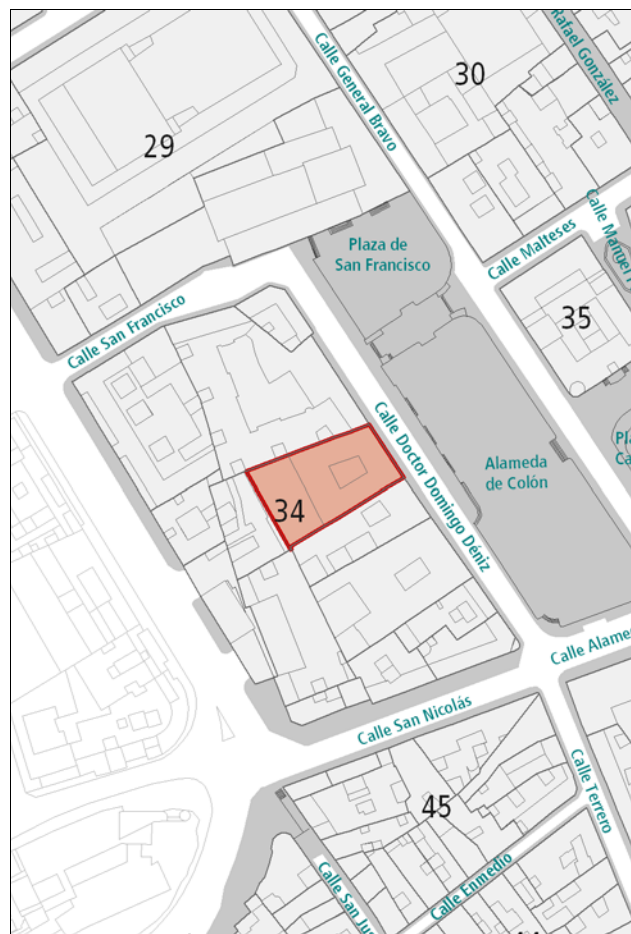 Calle General Bravo
30
Rafael González
29
Calle Malteses
Plaza de
San Francisco
35
Calle San Francisco
Calle Doctor Domingo Déniz
Alameda
de Colón
34
Calle San Nicolás
45
Calle Terrero
Calle Enmedio